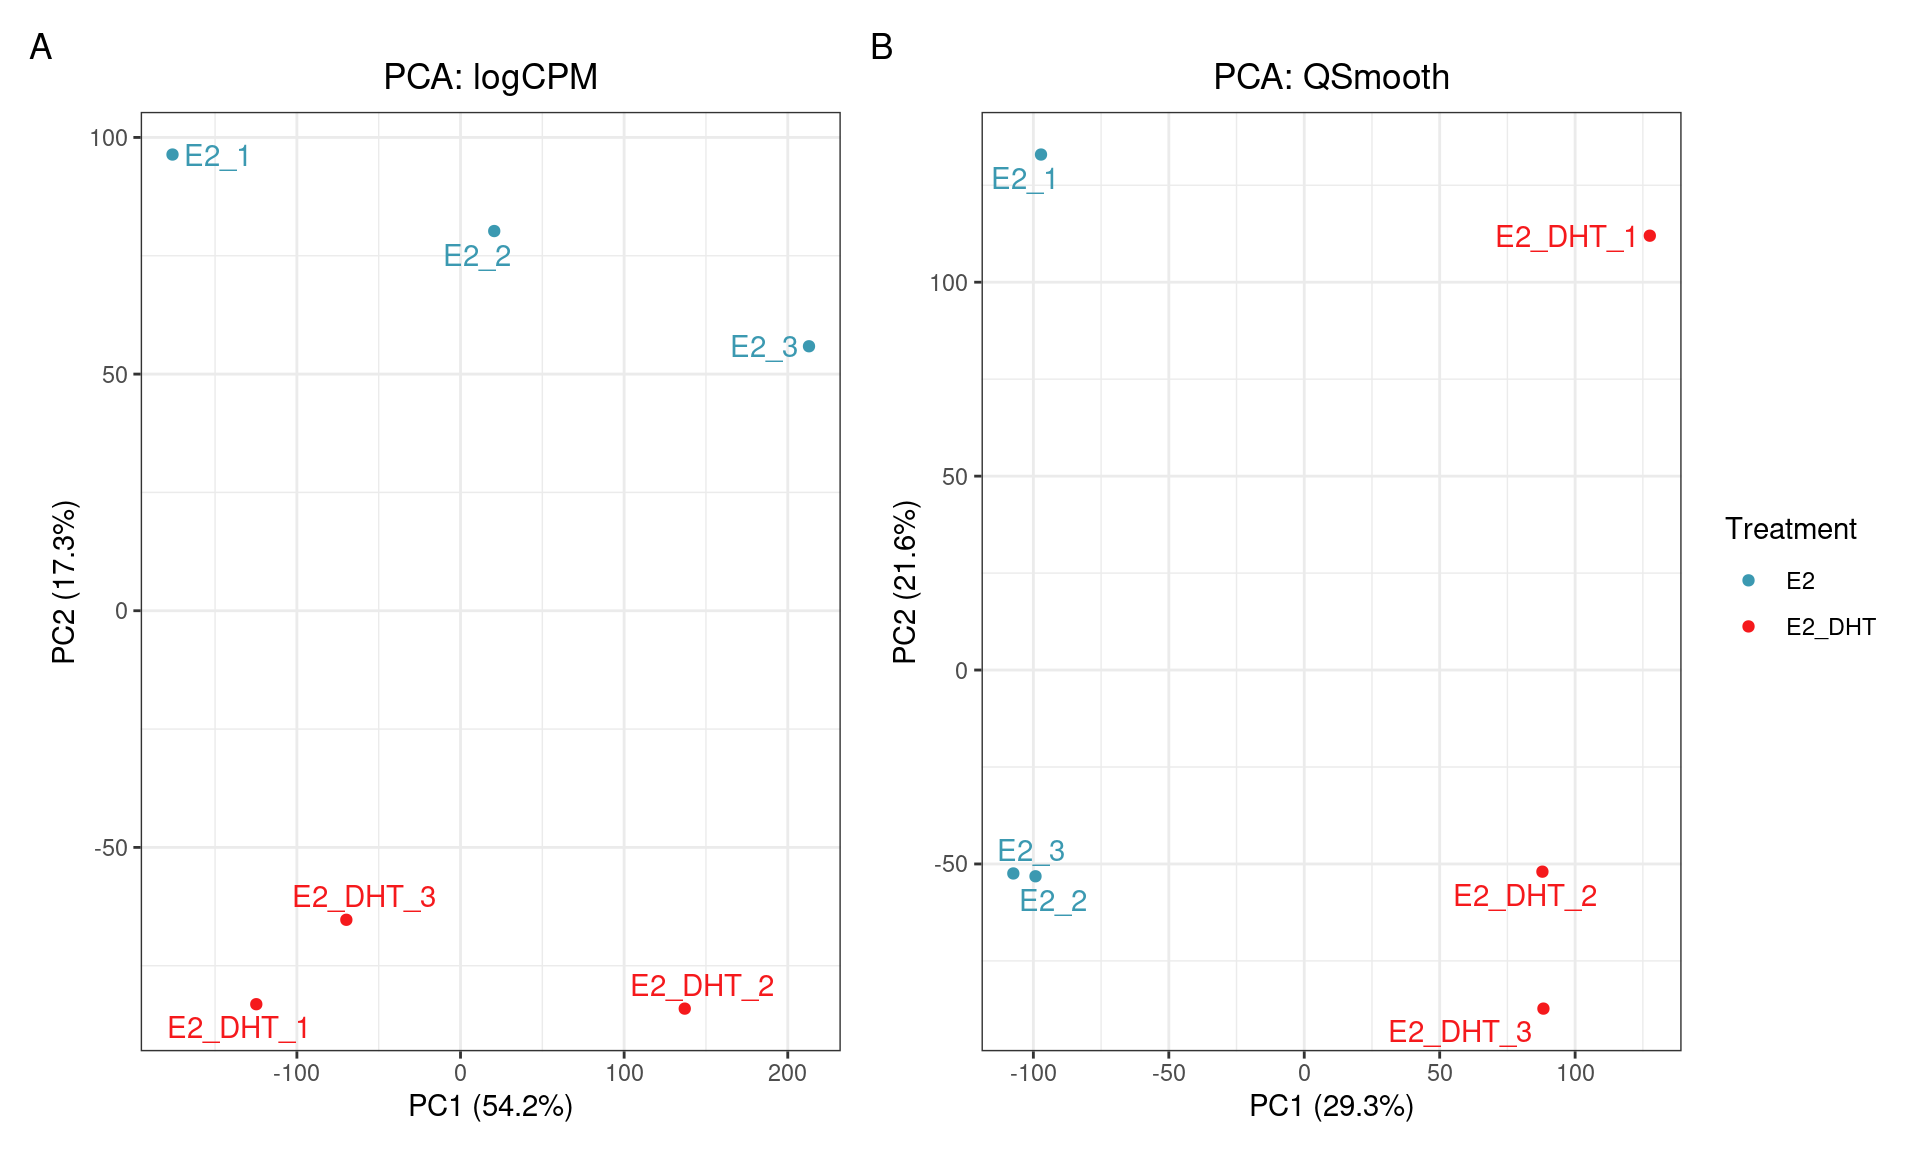 A
PCA: logCPM
100
50
0
-50
PC2 (17.3%)
E2_1
E2_2
E2_3
E2_DHT_3
E2_DHT_2
E2_DHT_1
-100 0 100 200
PC1 (54.2%)
B
PCA: QSmooth
100
50
0
-50
PC2 (21.6%)
E2_1
E2_DHT_1
E2_3
E2_2
E2_DHT_2
E2_DHT_3
-100 -50 0 50 100
PC1 (29.3%)
Treatment
E2
E2_DHT